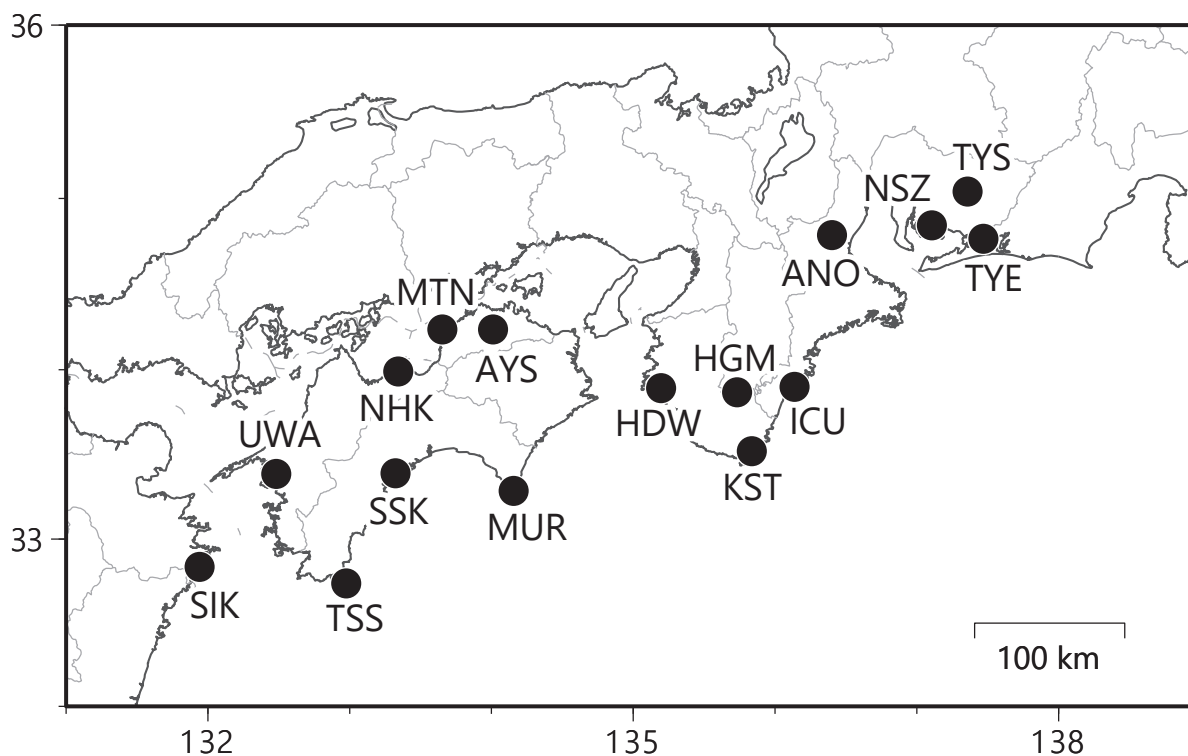 36
TYS
NSZ
ANO
TYE
MTN
AYS
HGM
NHK
HDW
ICU
UWA
KST
SSK
MUR
33
SIK
TSS
100 km
132
135
138